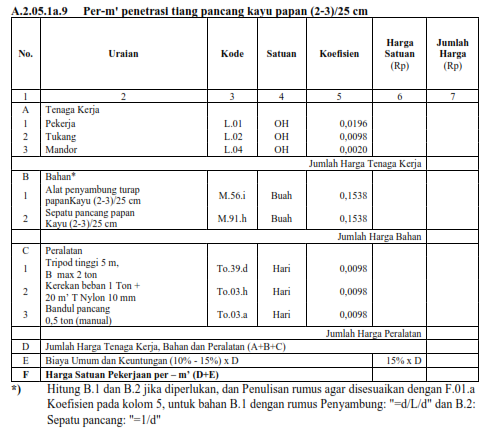 A.2.05.1a.9 Per-m' penetrasi tiang pancang kayu papan (2-3)/25 cm
No. Uraian Kode Satuan Koefisien Harga Satuan (Rp) Jumlah Harga (Rp)
1 2 3 4 5 6 7
A Tenaga Kerja
1 Pekerja L.01 OH 0,0196
2 Tukang L.02 OH 0,0098
3 Mandor L.04 OH 0,0020
Jumlah Harga Tenaga Kerja
B Bahan*
1 Alat penyambung turap papanKayu (2-3)/25 cm M.56.i Buah 0,1538
2 Sepatu pancang papan Kayu (2-3)/25 cm M.91.h Buah 0,1538
Jumlah Harga Bahan
C Peralatan
1 Tripod tinggi 5 m, B max 2 ton To.39.d Hari 0,0098
2 Kerekan beban 1 Ton + 20 m' T Nylon 10 mm To.03.h Hari 0,0098
3 Bandul pancang 0,5 ton (manual) To.03.a Hari 0,0098
Jumlah Harga Peralatan
D Jumlah Harga Tenaga Kerja, Bahan dan Peralatan (A+B+C)
E Biaya Umum dan Keuntungan (10% - 15%) x D 15% x D
F Harga Satuan Pekerjaan per – m' (D+E)
*) Hitung B.1 dan B.2 jika diperlukan, dan Penulisan rumus agar disesuaikan dengan F.01.a
Koefisien pada kolom 5, untuk bahan B.1 dengan rumus Penyambung: "=d/L/d" dan B.2:
Sepatu pancang: "=1/d"